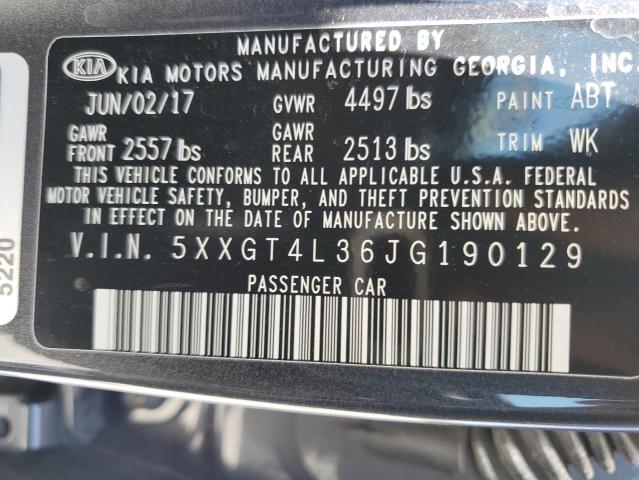 MANUFACTURED BY
KIA KIA MOTORS MANUFACTURING GEORGIA, INC.
JUN/02/17 GVWR 4497 lbs PAINT ABT
GAWR FRONT 2557 lbs GAWR REAR 2513 lbs TRIM WK
THIS VEHICLE CONFORMS TO ALL APPLICABLE U.S.A. FEDERAL
MOTOR VEHICLE SAFETY, BUMPER, AND THEFT PREVENTION STANDARDS
IN EFFECT ON THE DATE OF MANUFACTURE SHOWN ABOVE.
V.I.N. 5XXGT4L36JG190129
PASSENGER CAR
5220